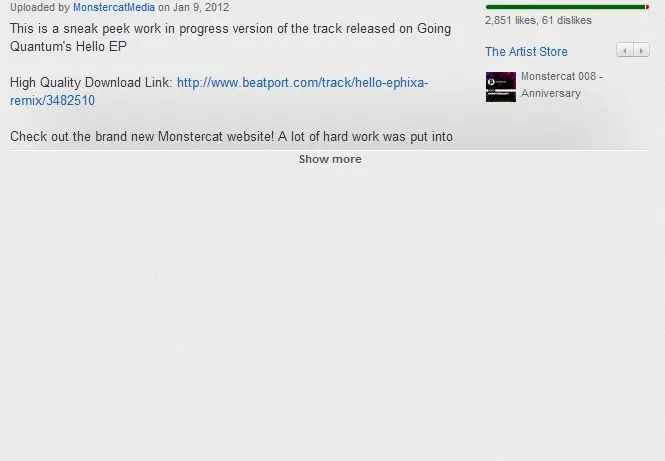 Uploaded by MonstercatMedia on Jan 9, 2012
This is a sneak peek work in progress version of the track released on Going
Quantum's Hello EP
High Quality Download Link: http://www.beatport.com/track/hello-ephixa-
remix/3482510
Check out the brand new Monstercat website! A lot of hard work was put into
Show more
2,851 likes, 61 dislikes
The Artist Store
Monstercat 008 -
Anniversary